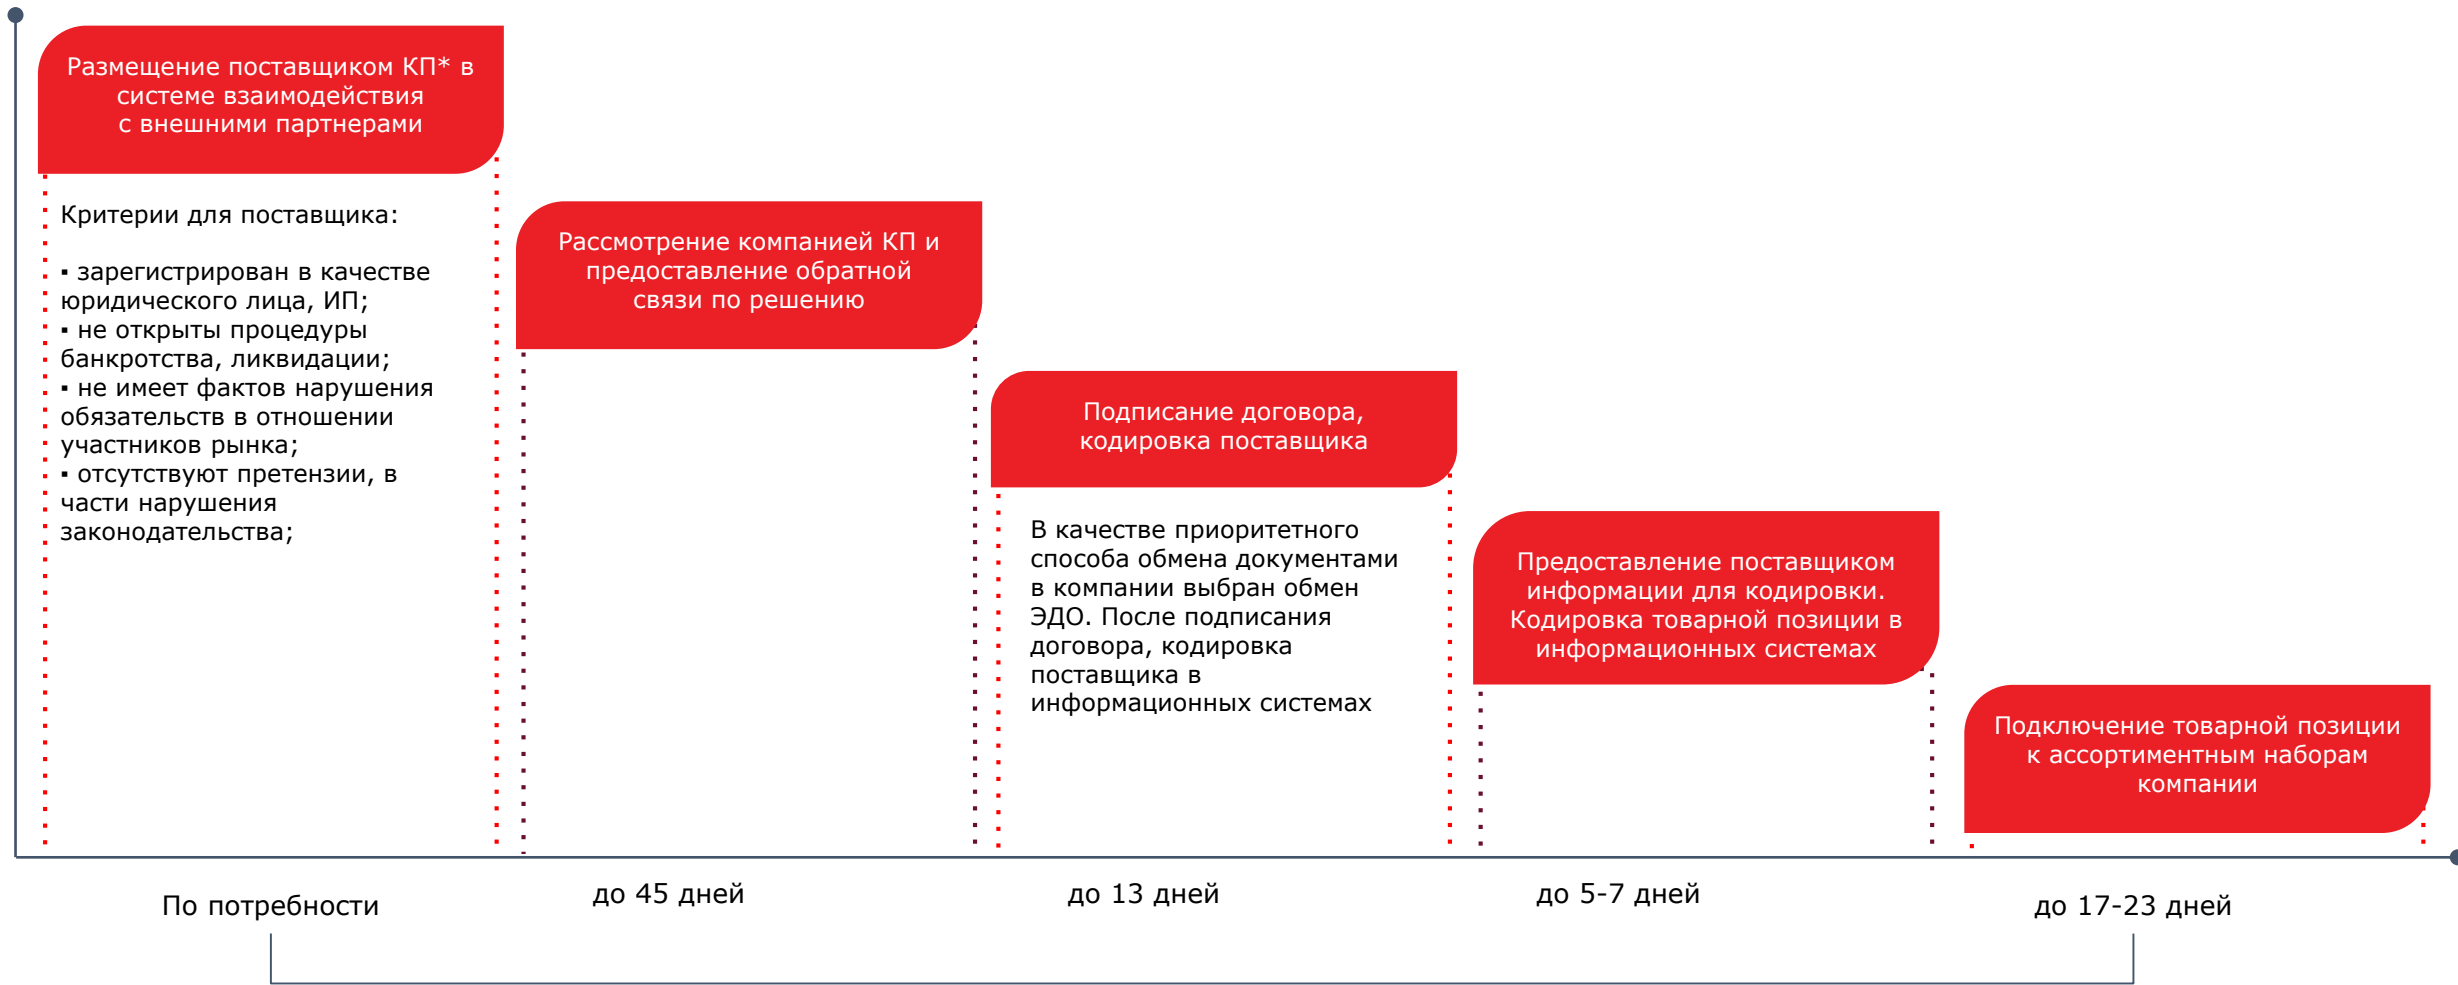 Размещение поставщиком КП* в
системе взаимодействия
с внешними партнерами
Критерии для поставщика:
▪ зарегистрирован в качестве
юридического лица, ИП;
▪ не открыты процедуры
банкротства, ликвидации;
▪ не имеет фактов нарушения
обязательств в отношении
участников рынка;
▪ отсутствуют претензии, в
части нарушения
законодательства;
Рассмотрение компанией КП и
предоставление обратной
связи по решению
Подписание договора,
кодировка поставщика
В качестве приоритетного
способа обмена документами
в компании выбран обмен
ЭДО. После подписания
договора, кодировка
поставщика в
информационных системах
Предоставление поставщиком
информации для кодировки.
Кодировка товарной позиции в
информационных системах
Подключение товарной позиции
к ассортиментным наборам
компании
По потребности
до 45 дней
до 13 дней
до 5-7 дней
до 17-23 дней